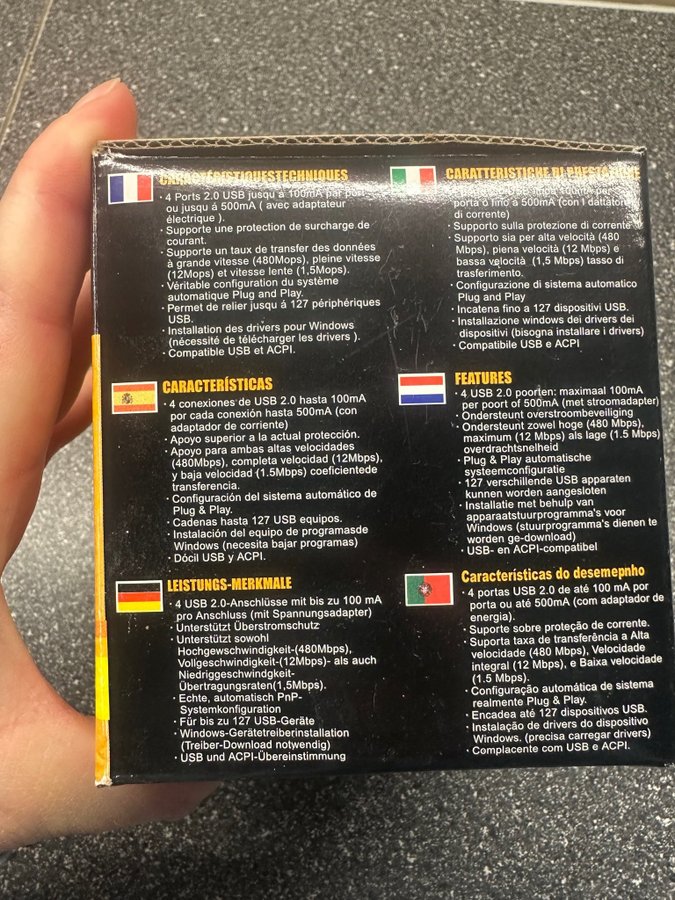 CARACTÉRISTIQUESTECHNIQUES
· 4 Ports 2.0 USB jusqu à 100mA par port
ou jusqu á 500mA ( avec adaptateur
électrique ).
· Supporte une protection de surcharge de
courant.
· Supporte un taux de transfer des données
à grande vitesse (480Mops), pleine vitesse
(12Mops) et vitesse lente (1,5Mops).
· Véritable configuration du système
automatique Plug and Play.
· Permet de relier jusqu à 127 périphériques
USB.
· Installation des drivers pour Windows
(nécessité de télécharger les drivers ).
· Compatible USB et ACPI.
CARACTERÍSTICAS
· 4 conexiones de USB 2.0 hasta 100mA
por cada conexión hasta 500mA (con
adaptador de corriente)
· Apoyo superior a la actual protección.
· Apoyo para ambas altas velocidades
(480Mbps), completa velocidad (12Mbps),
y baja velocidad (1.5Mbps) coeficientede
transferencia.
· Configuración del sistema automático de
Plug & Play.
· Cadenas hasta 127 USB equipos.
· Instalación del equipo de programasde
Windows (necesita bajar programas)
· Dócil USB y ACPI.
LEISTUNGS-MERKMALE
· 4 USB 2.0-Anschlüsse mit bis zu 100 mA
pro Anschluss (mit Spannungsadapter)
· Unterstützt Überstromschutz
· Unterstützt sowohl
Hochgewschwindigkeit-(480Mbps),
Vollgeschwindigkeit-(12Mbps)- als auch
Niedriggeschwindgkeit-
Übertragungsraten(1,5Mbps).
· Echte, automatisch PnP-
Systemkonfiguration
· Für bis zu 127 USB-Geräte
· Windows-Gerätetreiberinstallation
(Treiber-Download notwendig)
· USB und ACPI-Übereinstimmung
CARATTERISTICHE DI PRESTAZIONE
USB 100mA per
porta o fino a 500mA (con l dattatore
di corrente)
· Supporto sulla protezione di corrente
· Supporto sia per alta velocità (480
Mbps), piena velocità (12 Mbps) e
bassa velocità (1,5 Mbps) tasso di
trasferimento.
· Configurazione di sistema automatico
Plug and Play
· Incatena fino a 127 dispositivi USB.
· Installazione windows dei drivers dei
dispositivi (bisogna installare i drivers)
· Compatibile USB e ACPI
FEATURES
· 4 USB 2.0 poorten: maximaal 100mA
per poort of 500mA (met stroomadapter)
· Ondersteunt overstroombeveiliging
· Ondersteunt zowel hoge (480 Mbps),
maximum (12 Mbps) als lage (1.5 Mbps)
overdrachtsnelheid
· Plug & Play automatische
systeemconfiguratie
· 127 verschillende USB apparaten
kunnen worden aangesloten
· Installatie met behulp van
apparaatstuurprogramma's voor
Windows (stuurprogramma's dienen te
worden ge-download)
· USB- en ACPI-compatibel
Características do desemepnho
· 4 portas USB 2.0 de até 100 mA por
porta ou até 500mA (com adaptador de
energia).
· Suporte sobre proteção de corrente.
· Suporta taxa de transferência a Alta
velocidade (480 Mbps), Velocidade
integral (12 Mbps), e Baixa velocidade
(1.5 Mbps).
· Configuração automática de sistema
realmente Plug & Play.
· Encadea até 127 dispositivos USB.
· Instalação de drivers do dispositivo
Windows. (precisa carregar drivers)
· Complacente com USB e ACPI.